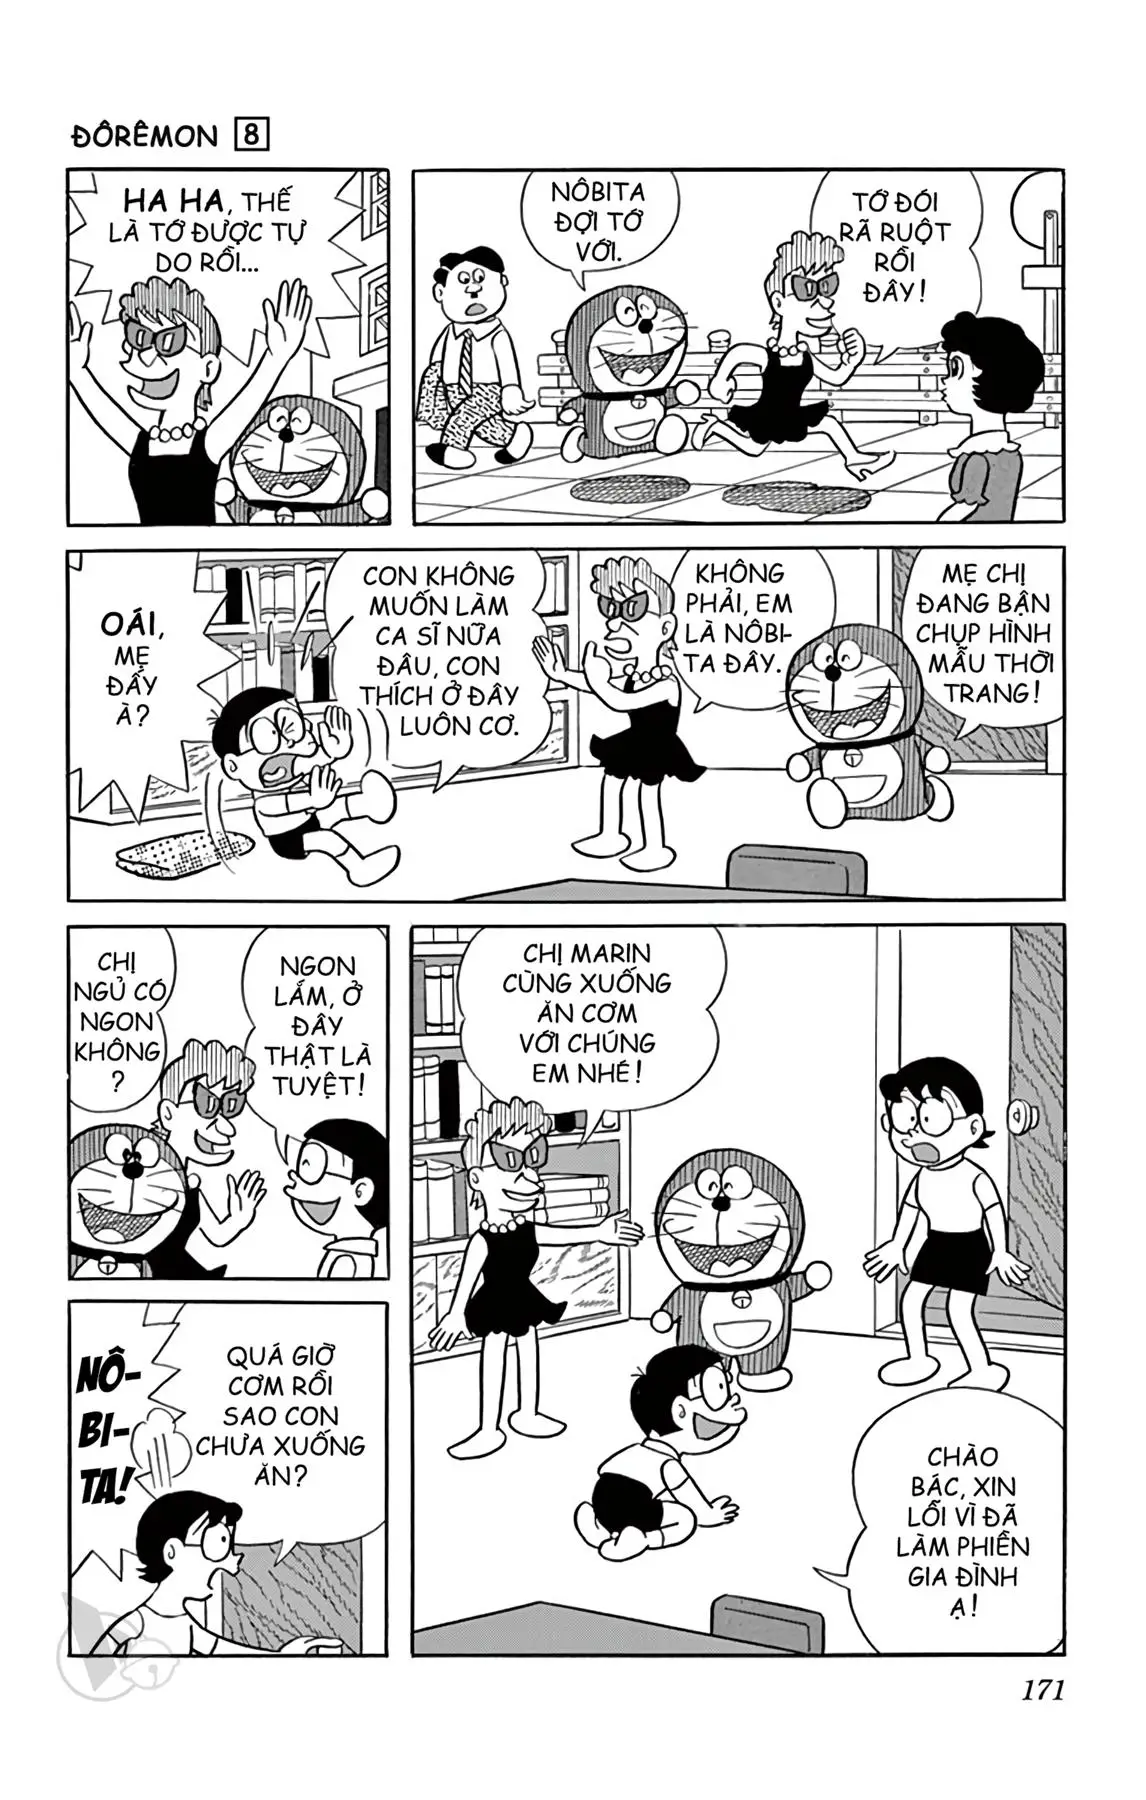 ĐÔRÊMON 8
HA HA, THẾ
LÀ TỚ ĐƯỢC TỰ
DO RỒI...
NÔBITA
ĐỢI TỚ
VỚI.
TỚ ĐÓI
RÃ RUỘT
RỒI
ĐÂY!
OÁI,
MẸ
ĐẤY
À?
CON KHÔNG
MUỐN LÀM
CA SĨ NỮA
ĐÂU, CON
THÍCH Ở ĐÂY
LUÔN CƠ.
KHÔNG
PHẢI, EM
LÀ NÔBI-
TA ĐÂY.
MẸ CHỊ
ĐANG BẬN
CHỤP HÌNH
MẪU THỜI
TRANG!
CHỊ
NGỦ CÓ
NGON
KHÔNG
?
NGON
LẮM, Ở
ĐÂY
THẬT LÀ
TUYỆT!
NÔ-
BI-
TA!
QUÁ GIỜ
CƠM RỒI
SAO CON
CHƯA XUỐNG
ĂN?
CHỊ MARIN
CÙNG XUỐNG
ĂN CƠM
VỚI CHÚNG
EM NHÉ!
CHÀO
BÁC, XIN
LỖI VÌ ĐÃ
LÀM PHIỀN
GIA ĐÌNH
Ạ!
171